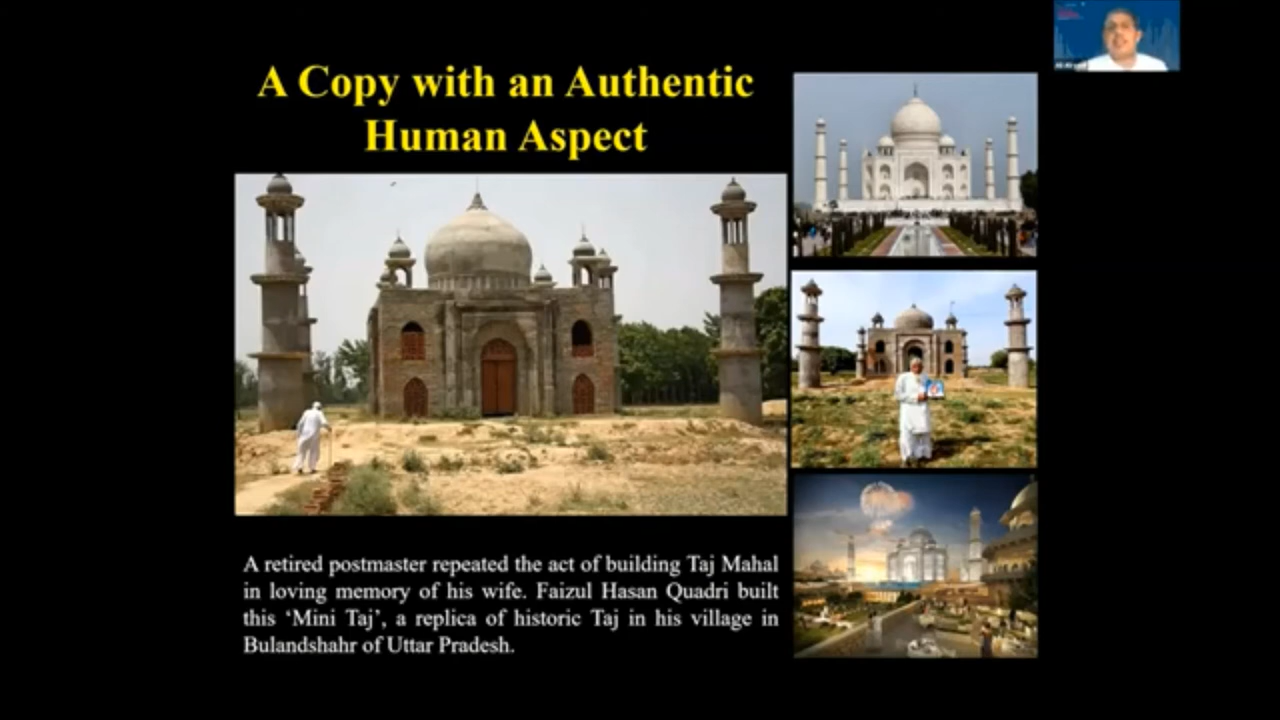 A Copy with an Authentic
Human Aspect
A retired postmaster repeated the act of building Taj Mahal
in loving memory of his wife. Faizul Hasan Quadri built
this ‘Mini Taj’, a replica of historic Taj in his village in
Bulandshahr of Uttar Pradesh.